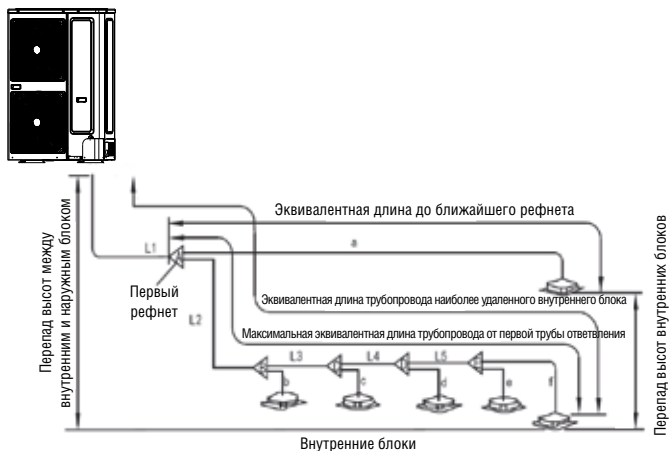 Эквивалентная длина до ближайшего рефнета
a
L1
Первый
рефнет
Перепад высот между
внутренним и наружным блоком
Эквивалентная длина трубопровода наиболее удаленного внутреннего блока
L2
Максимальная эквивалентная длина трубопровода от первой трубы ответвления
Перепад высот внутренних блоков
L3
L4
L5
b
c
d
e
f
Внутренние блоки